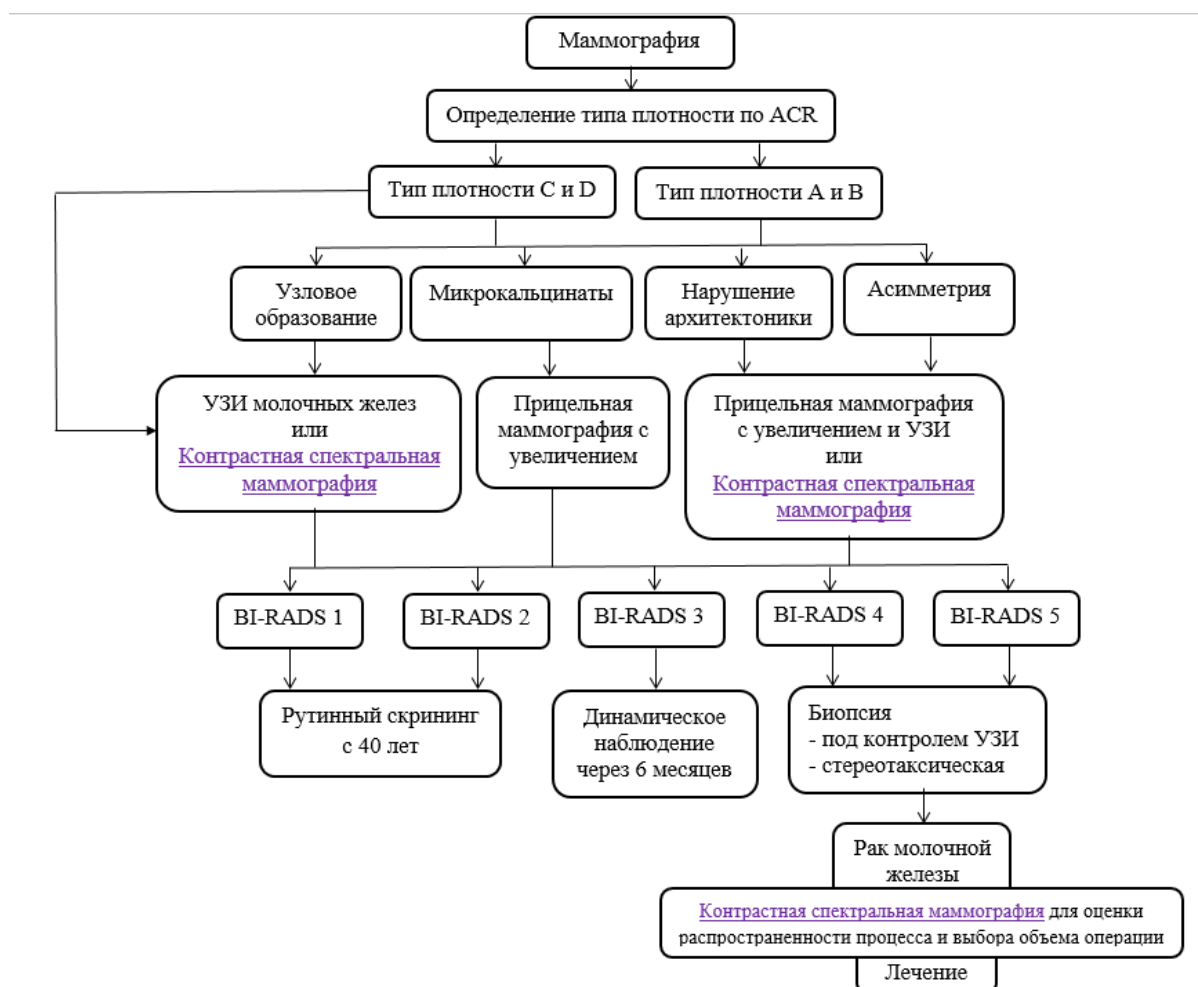 Маммография
Определение типа плотности по ACR
Тип плотности C и D
Тип плотности A и B
Узловое
образование
Микрокальцинаты
Нарушение
архитектоники
Асимметрия
УЗИ молочных желез
или
Контрастная спектральная
маммография
Прицельная
маммография с
увеличением
Прицельная маммография
с увеличением и УЗИ
или
Контрастная спектральная
маммография
BI-RADS 1
BI-RADS 2
BI-RADS 3
BI-RADS 4
BI-RADS 5
Рутинный скрининг
с 40 лет
Динамическое
наблюдение
через 6 месяцев
Биопсия
- под контролем УЗИ
- стереотаксическая
Рак молочной
железы
Контрастная спектральная маммография для оценки
распространенности процесса и выбора объема операции
Лечение